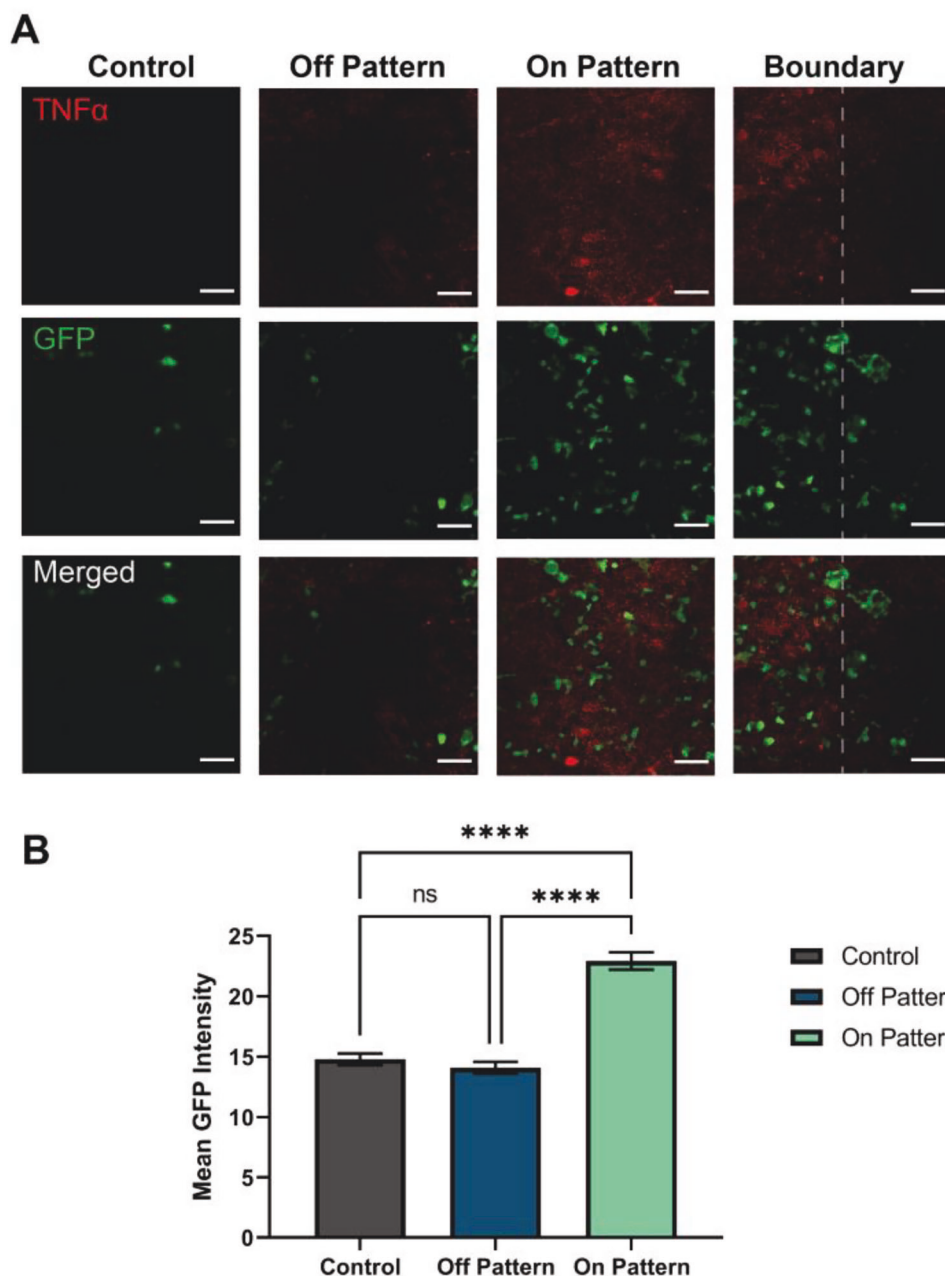 A
Control Off Pattern On Pattern Boundary
TNFα
GFP
Merged
B
****
ns ****
25
20
15
10
5
0
Mean GFP Intensity
Control Off Pattern On Pattern
Control
Off Patter
On Patter